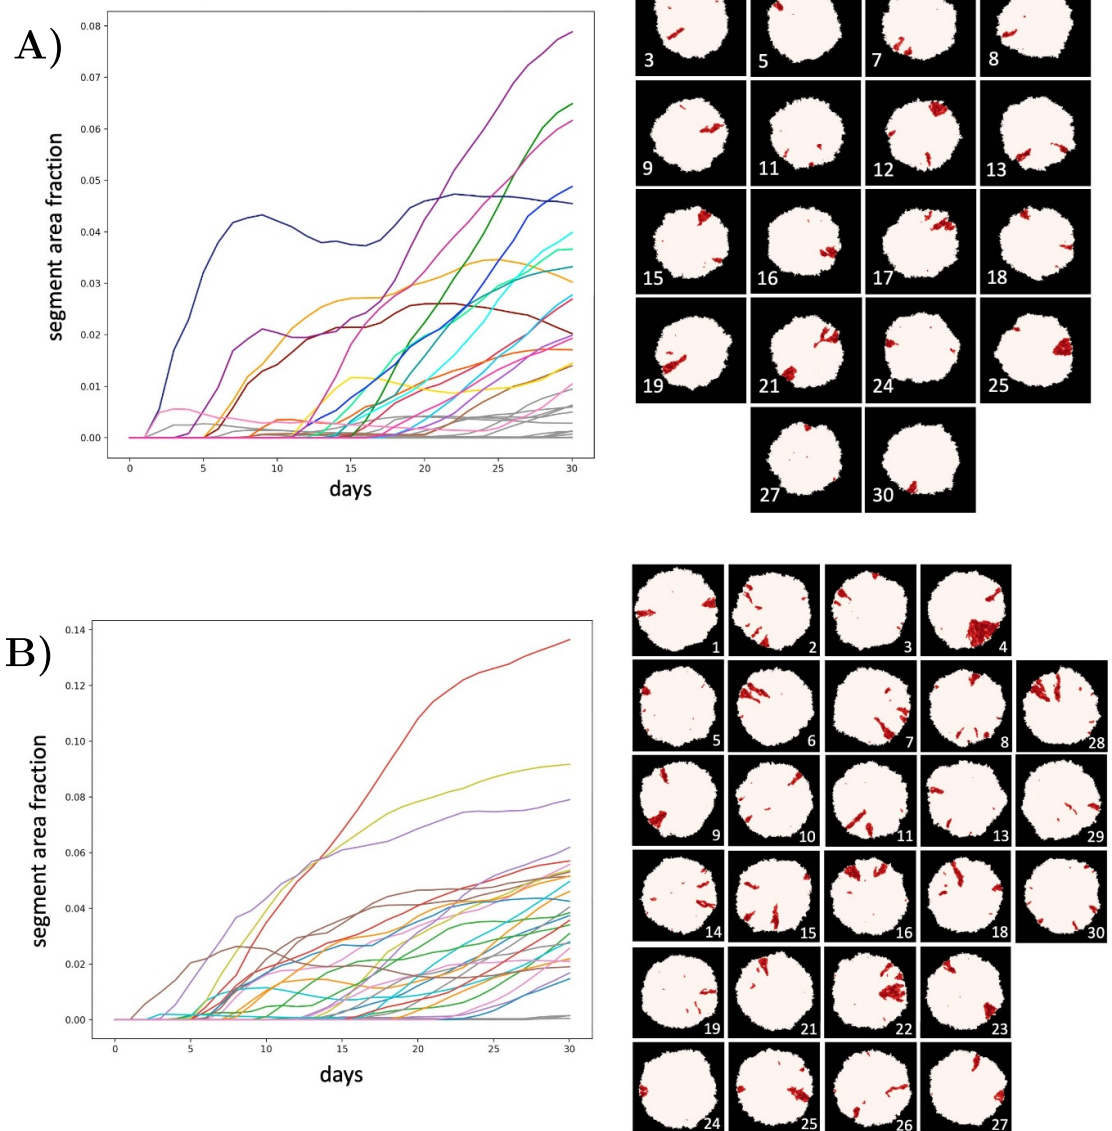 A)
segment area fraction
0.08
0.07
0.06
0.05
0.04
0.03
0.02
0.01
0.00
0 5 10 15 20 25 30
days
3 5 7 8
9 11 12 13
15 16 17 18
19 21 24 25
27 30
B)
segment area fraction
0.14
0.12
0.10
0.08
0.06
0.04
0.02
0.00
0 5 10 15 20 25 30
days
1 2 3 4
5 6 7 8 28
9 10 11 13 29
14 15 16 18 30
19 21 22 23
24 25 26 27